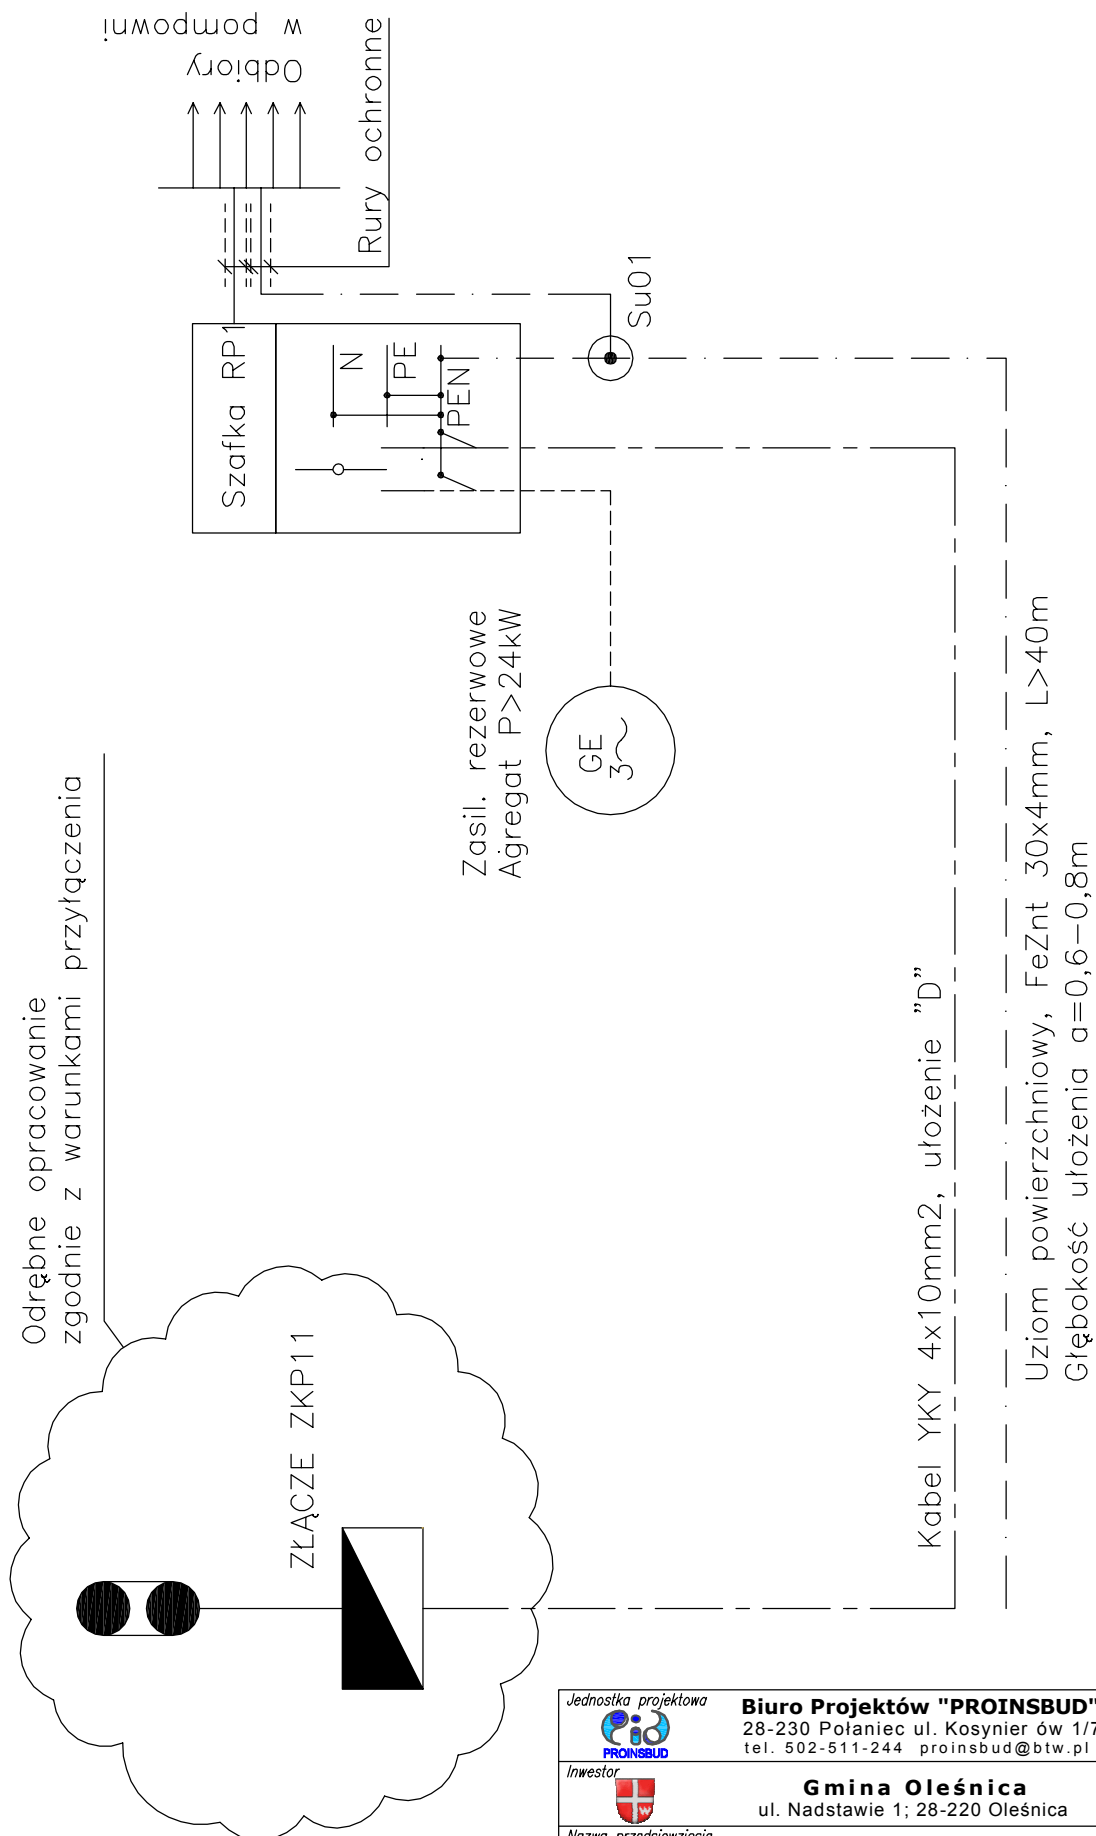 Odrębne opracowanie
zgodnie z warunkami przyłączenia
ZŁĄCZE ZKP11
Zasil. rezerwowe
Agregat P>24kW
GE
3~
Szafka RP1
N
PE
PEN
Odbiory
w pompowni
Rury ochronne
Su01
Kabel YKY 4x10mm2, ułożenie "D"
Uziom powierzchniowy, FeZnt 30x4mm, L>40m
Głębokość ułożenia a=0,6-0,8m
Jednostka projektowa
PROINSBUD
Biuro Projektów "PROINSBUD"
28-230 Połaniec ul. Kosynier ów 1/7
tel. 502-511-244 proinsbud@btw.pl
Inwestor
W
Gmina Oleśnica
ul. Nadstawie 1; 28-220 Oleśnica
Nazwa przedsięwzięcia